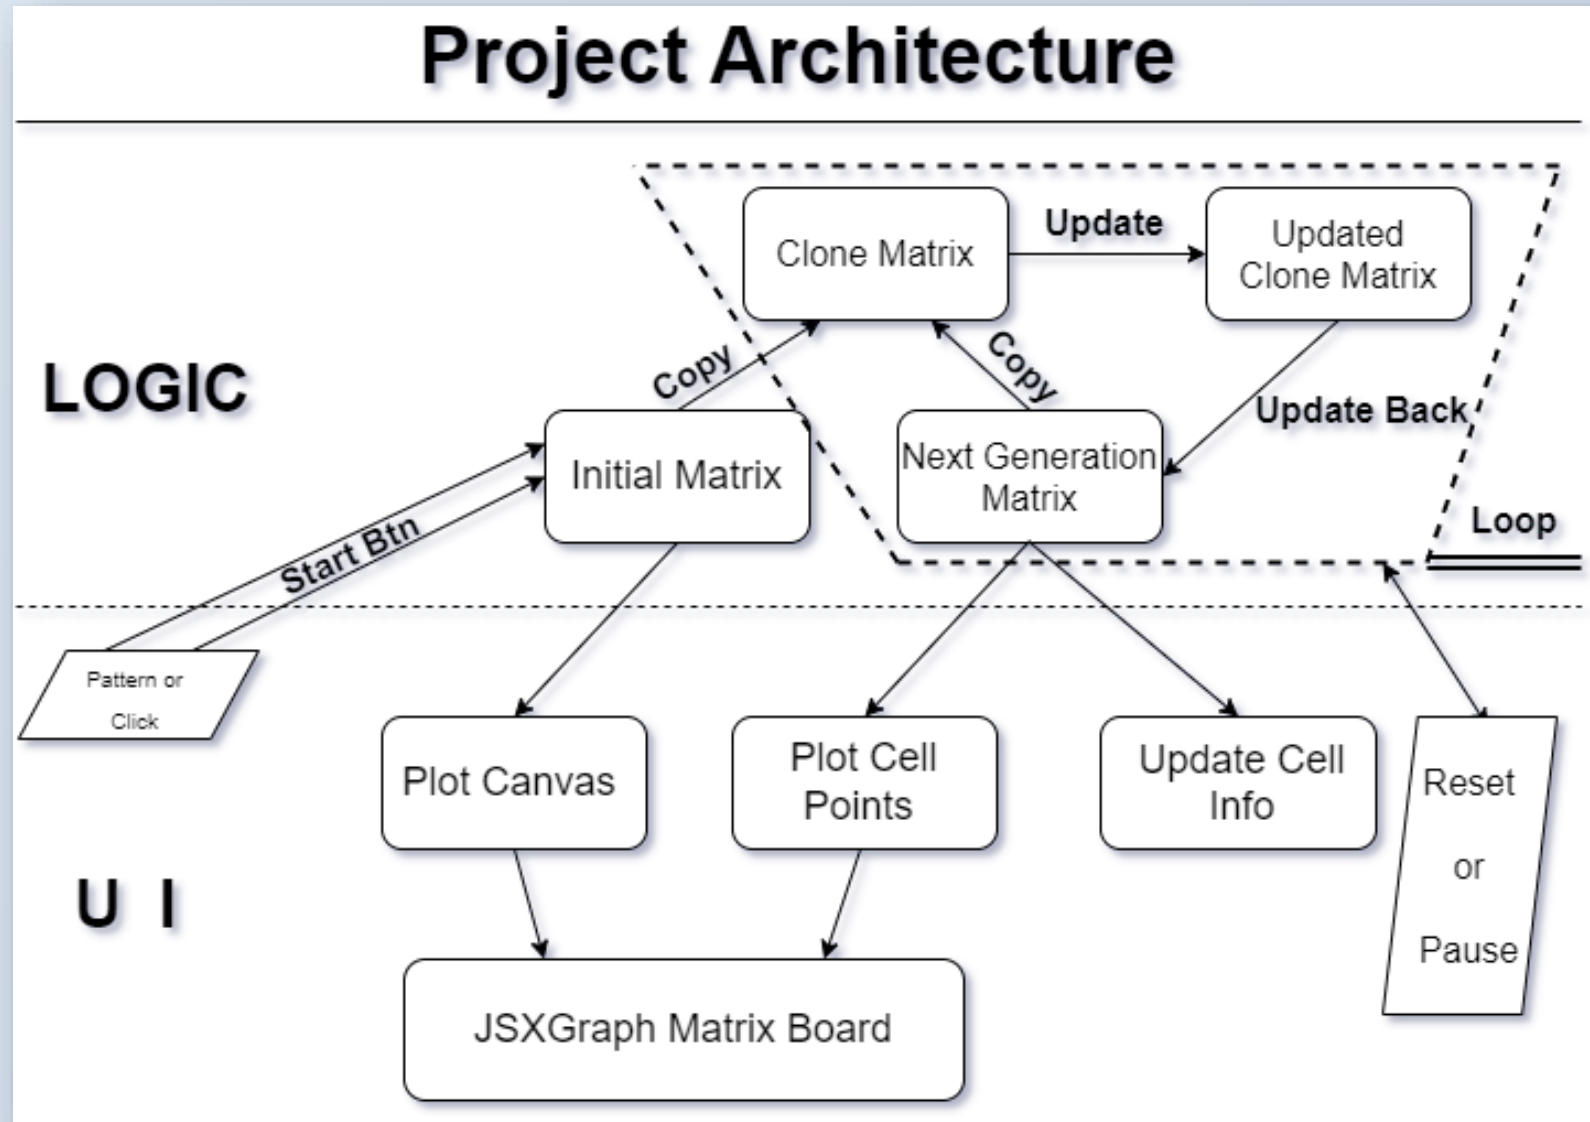 Project Architecture
Clone Matrix
Update
Updated
Clone Matrix
Copy
Copy
LOGIC
Update Back
Initial Matrix
Next Generation
Matrix
Loop
Start Btn
Pattern or
Click
Plot Canvas
Plot Cell
Points
Update Cell
Info
Reset
or
Pause
U I
JSXGraph Matrix Board